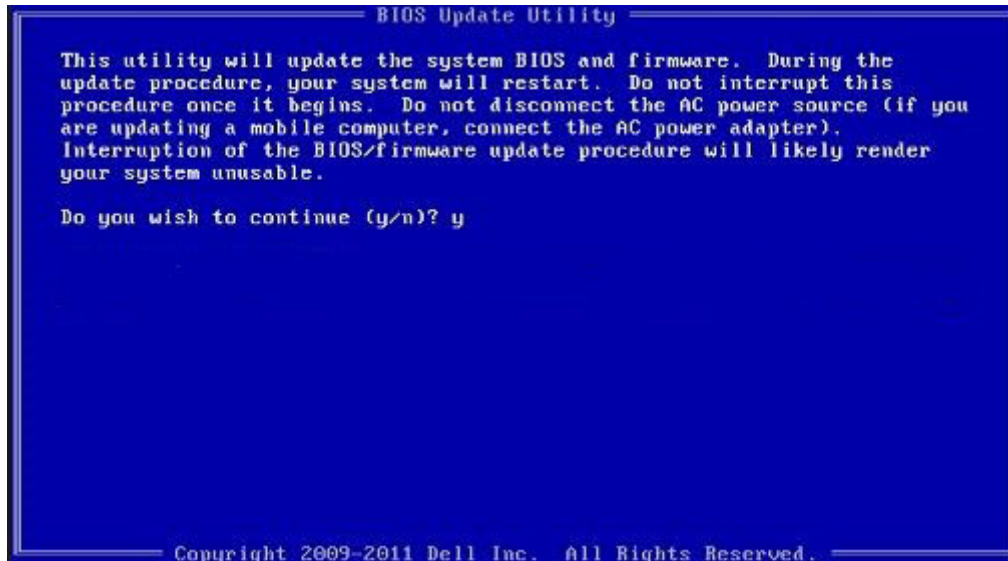 BIOS Update Utility
This utility will update the system BIOS and firmware. During the
update procedure, your system will restart. Do not interrupt this
procedure once it begins. Do not disconnect the AC power source (if you
are updating a mobile computer, connect the AC power adapter).
Interruption of the BIOS/firmware update procedure will likely render
your system unusable.
Do you wish to continue (y/n)? y
Copyright 2009-2011 Dell Inc. All Rights Reserved.